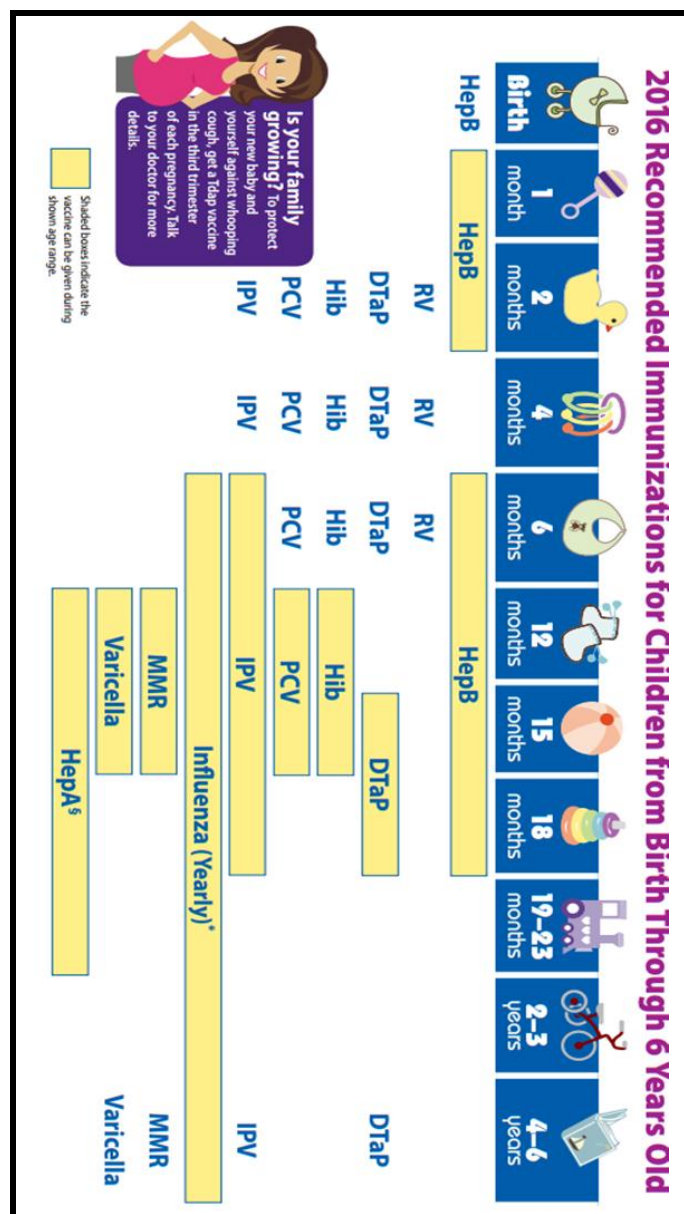 2016 Recommended Immunizations for Children from Birth Through 6 Years Old
Birth
1
month
2
months
4
months
6
months
12
months
15
months
18
months
19–23
months
2–3
years
4–6
years
HepB
HepB
HepB
RV
RV
RV
DTaP
DTaP
DTaP
DTaP
DTaP
Hib
Hib
Hib
Hib
PCV
PCV
PCV
PCV
IPV
IPV
IPV
IPV
Influenza (Yearly)*
MMR
MMR
Varicella
Varicella
HepA§
Is your family
growing? To protect
your new baby and
yourself against whooping
cough, get a Tdap vaccine
in the third trimester
of each pregnancy. Talk
to your doctor for more
details.
Shaded boxes indicate the
vaccine can be given during
shown age range.